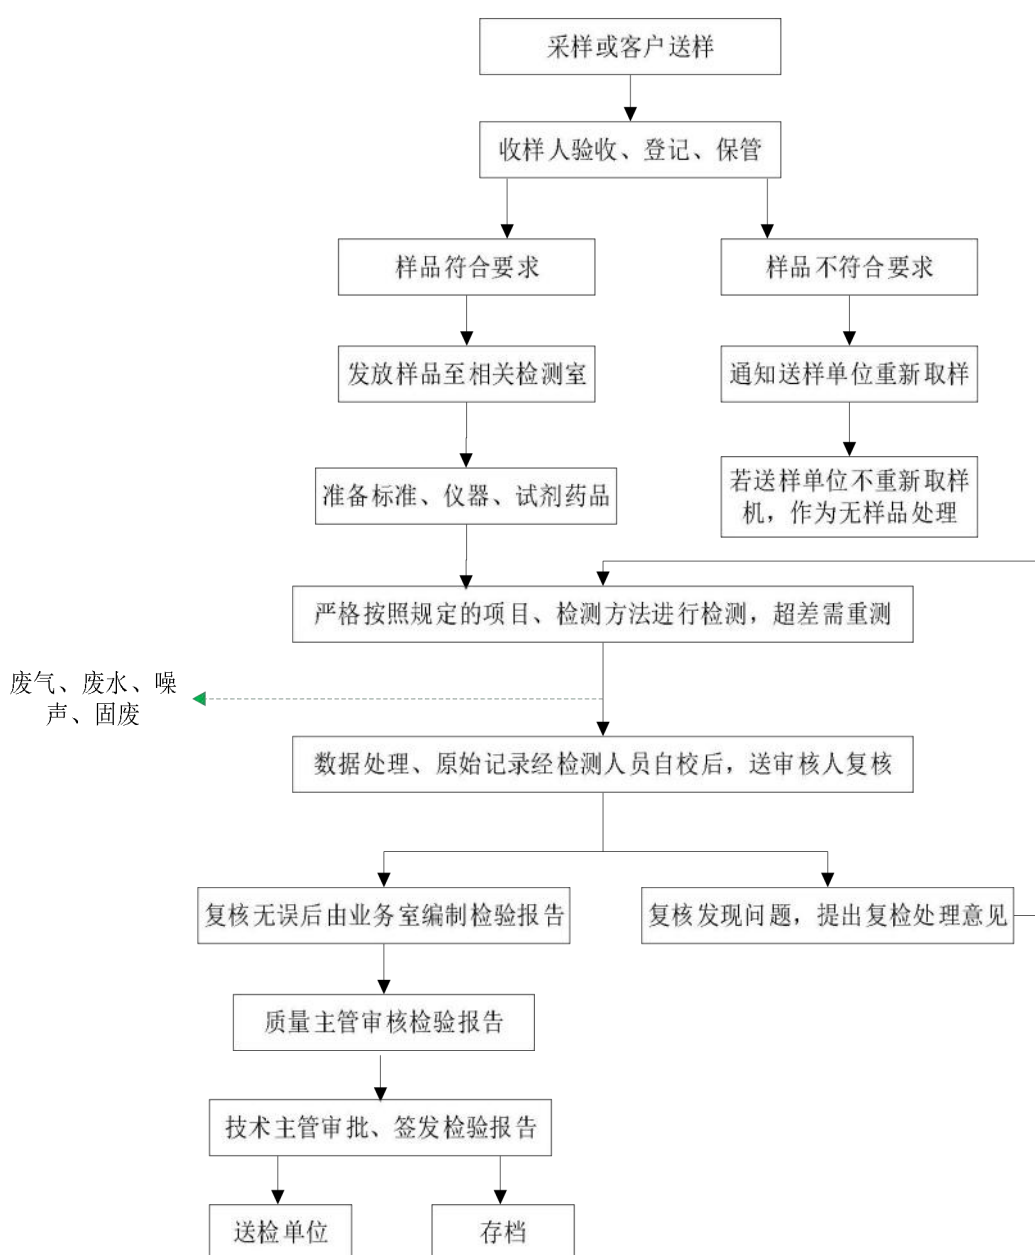 采样或客户送样
收样人验收、登记、保管
样品符合要求
样品不符合要求
发放样品至相关检测室
通知送样单位重新取样
准备标准、仪器、试剂药品
若送样单位不重新取样
机，作为无样品处理
严格按照规定的项目、检测方法进行检测，超差需重测
废气、废水、噪
声、固废
数据处理、原始记录经检测人员自校后，送审核人复核
复核无误后由业务室编制检验报告
复核发现问题，提出复检处理意见
质量主管审核检验报告
技术主管审批、签发检验报告
送检单位
存档